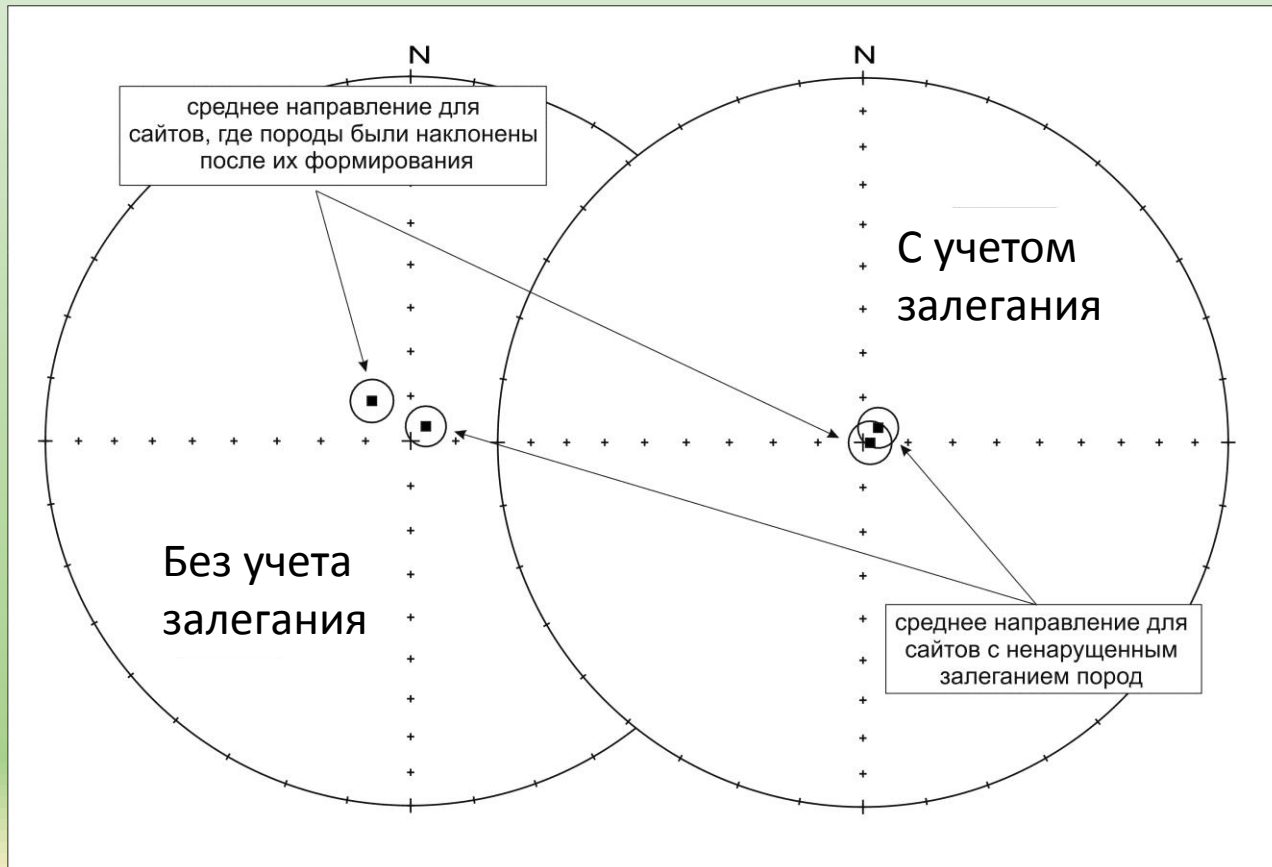 N
N
среднее направление для
сайтов, где породы были наклонены
после их формирования
С учетом
залегания
Без учета
залегания
среднее направление для
сайтов с ненарущенным
залеганием пород